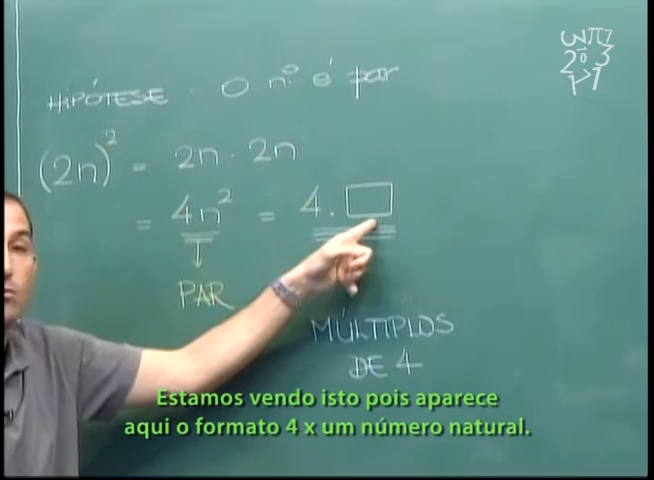 HIPÓTESE . O nº é par
(2n)² = 2n . 2n
= 4n² = 4. □
PAR
MÚLTIPLOS
DE 4
Estamos vendo isto pois aparece
aqui o formato 4 x um número natural.